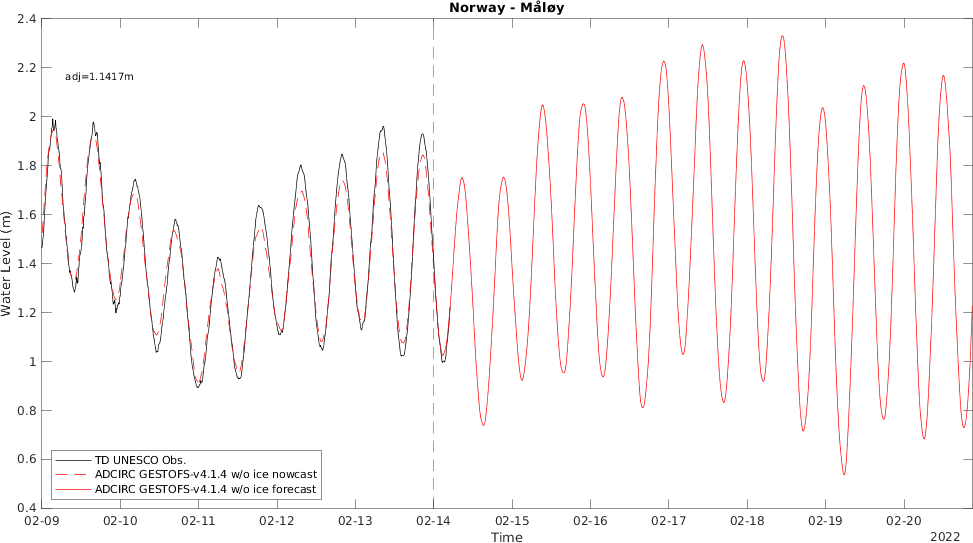 Norway - Måløy
2.4
2.2
2
1.8
1.6
1.4
1.2
1
0.8
0.6
0.4
Water Level (m)
adj=1.1417m
TD UNESCO Obs.
ADCIRC GESTOFS-v4.1.4 w/o ice nowcast
ADCIRC GESTOFS-v4.1.4 w/o ice forecast
02-09 02-10 02-11 02-12 02-13 02-14 02-15 02-16 02-17 02-18 02-19 02-20
Time
2022